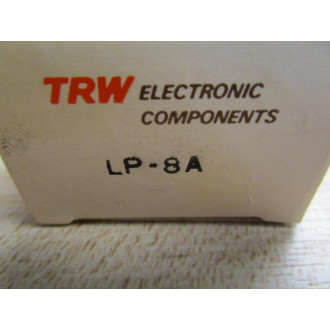 TRW ELECTRONIC
COMPONENTS
LP-8A